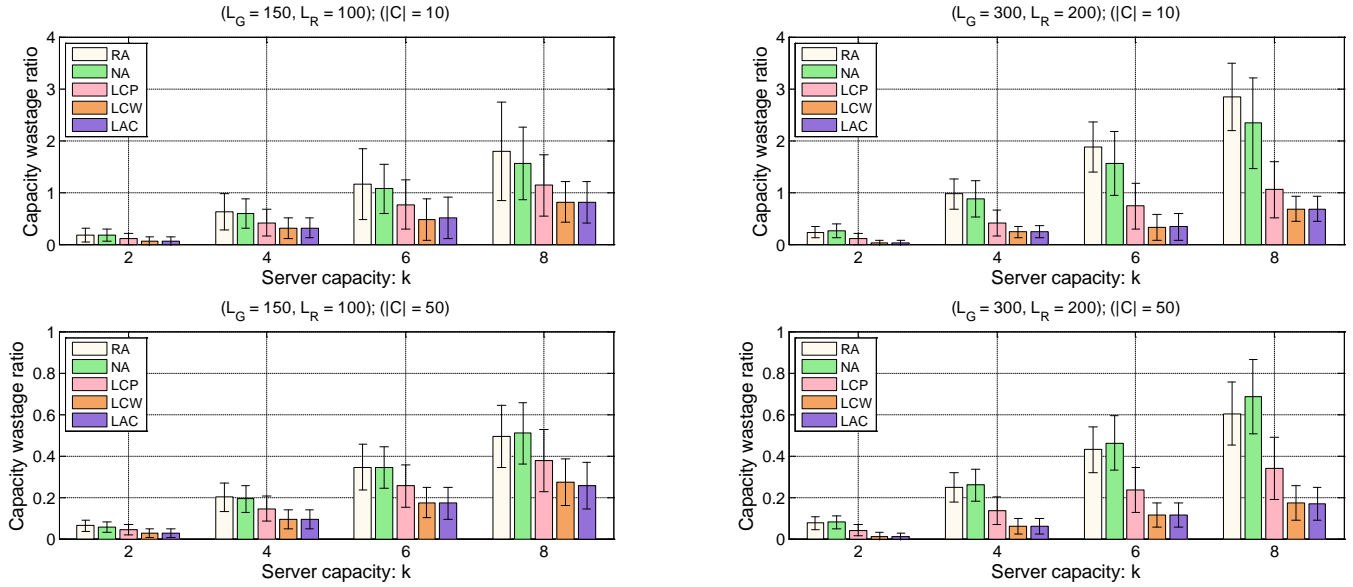 (L_G = 150, L_R = 100); (|C| = 10)
Capacity wastage ratio
4
3
2
1
0
RA
NA
LCP
LCW
LAC
2 4 6 8
Server capacity: k
(L_G = 300, L_R = 200); (|C| = 10)
Capacity wastage ratio
4
3
2
1
0
RA
NA
LCP
LCW
LAC
2 4 6 8
Server capacity: k
(L_G = 150, L_R = 100); (|C| = 50)
Capacity wastage ratio
1
0.8
0.6
0.4
0.2
0
RA
NA
LCP
LCW
LAC
2 4 6 8
Server capacity: k
(L_G = 300, L_R = 200); (|C| = 50)
Capacity wastage ratio
1
0.8
0.6
0.4
0.2
0
RA
NA
LCP
LCW
LAC
2 4 6 8
Server capacity: k